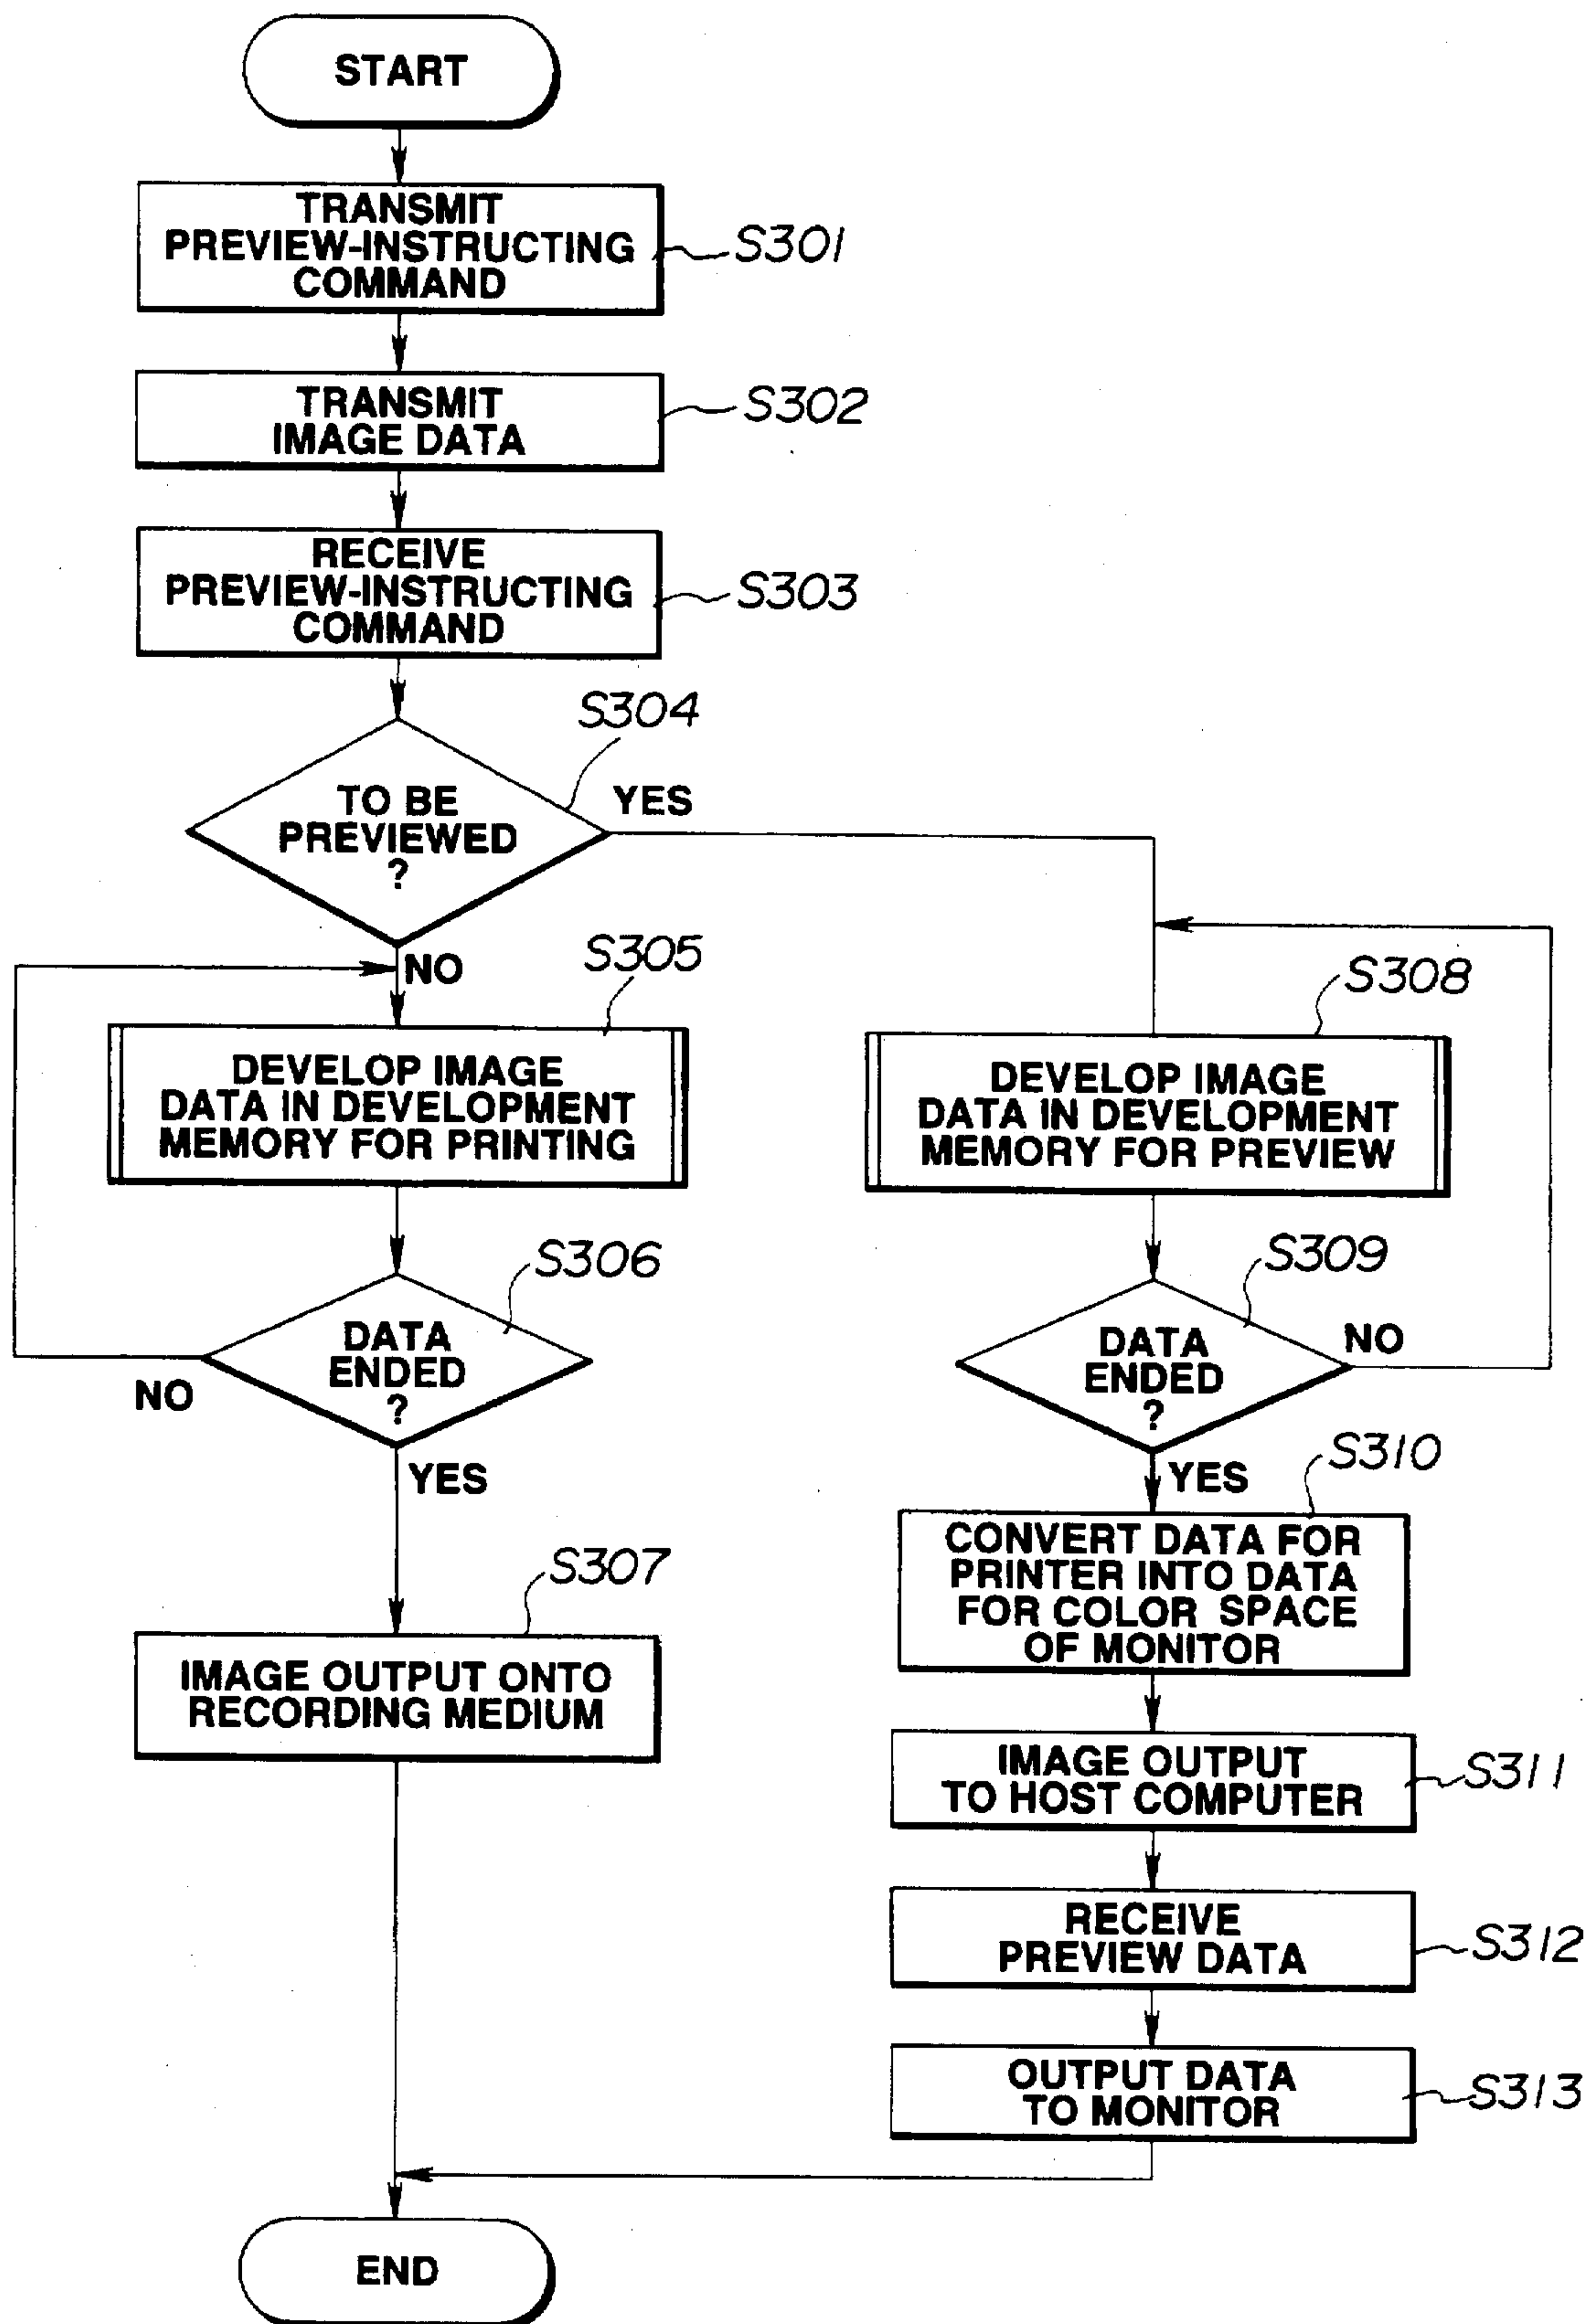 START
TRANSMIT
PREVIEW-INSTRUCTING
COMMAND
S301
TRANSMIT
IMAGE DATA
S302
RECEIVE
PREVIEW-INSTRUCTING
COMMAND
S303
S304
TO BE
PREVIEWED
?
YES
NO
S305
DEVELOP IMAGE
DATA IN DEVELOPMENT
MEMORY FOR PRINTING
S306
DATA
ENDED
?
NO
YES
S307
IMAGE OUTPUT ONTO
RECORDING MEDIUM
S308
DEVELOP IMAGE
DATA IN DEVELOPMENT
MEMORY FOR PREVIEW
S309
DATA
ENDED
?
NO
YES
S310
CONVERT DATA FOR
PRINTER INTO DATA
FOR COLOR SPACE
OF MONITOR
IMAGE OUTPUT
TO HOST COMPUTER
S311
RECEIVE
PREVIEW DATA
S312
OUTPUT DATA
TO MONITOR
S313
END